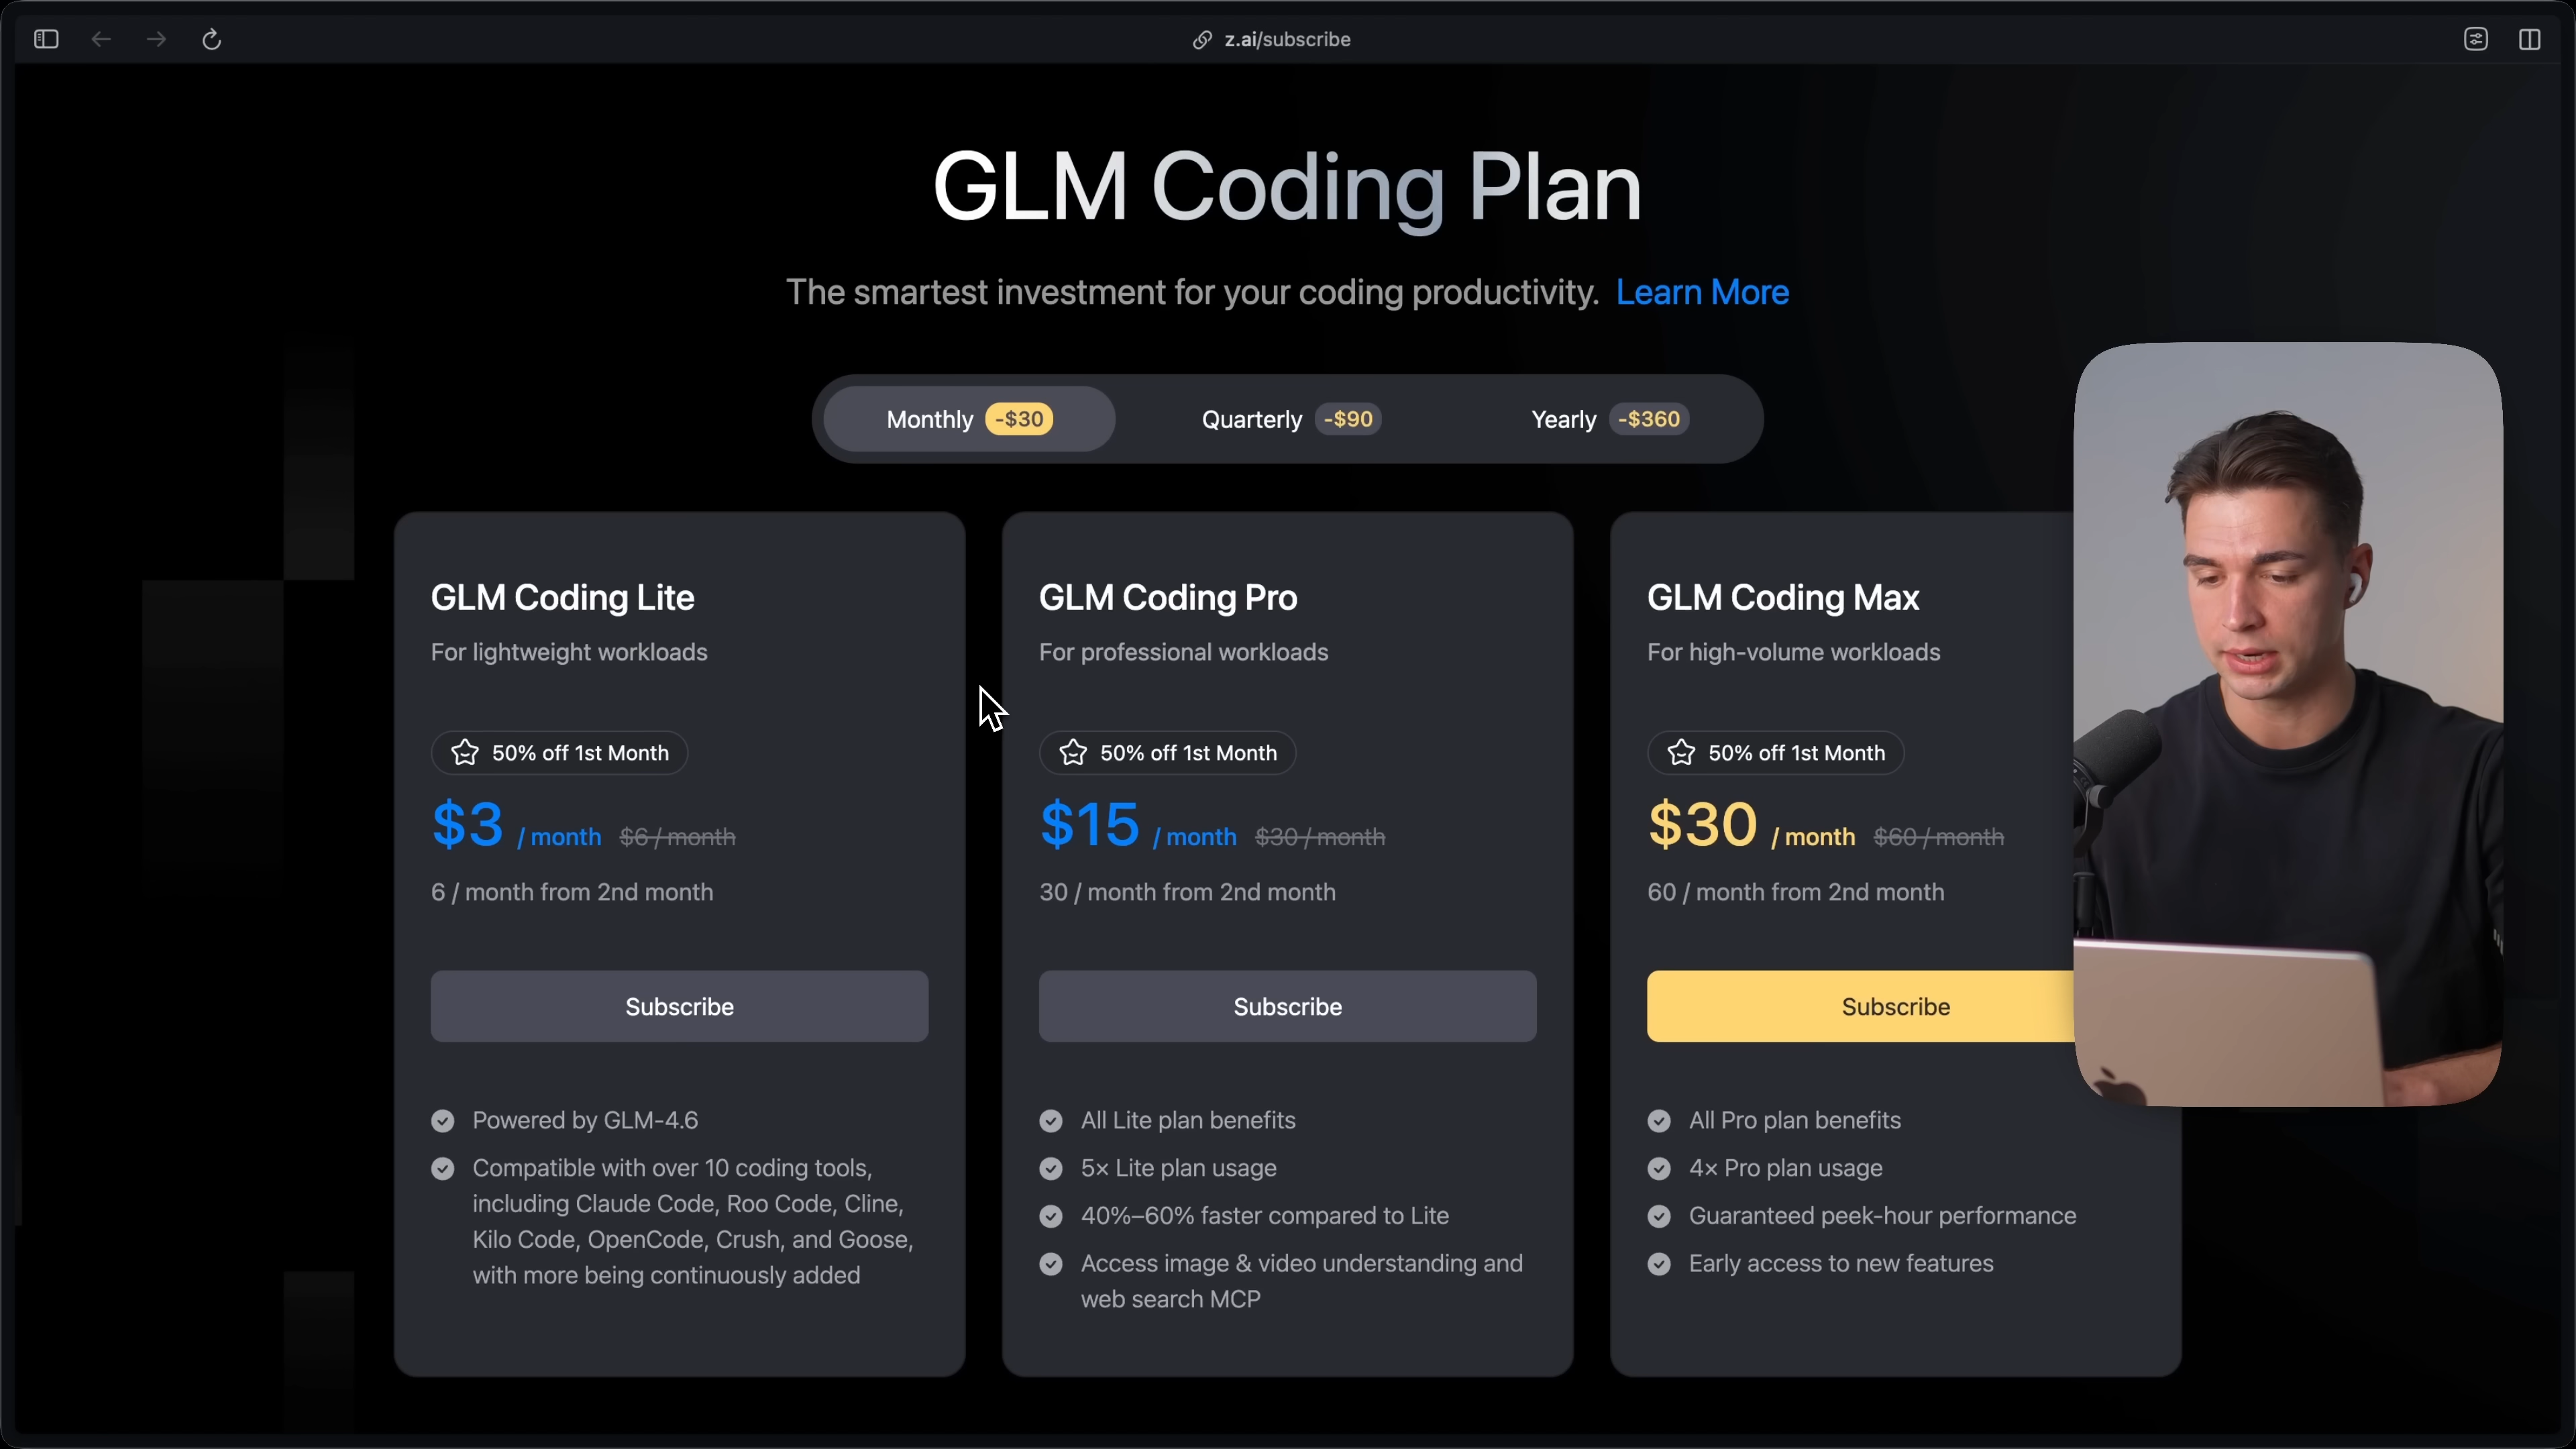 z.ai/subscribe
GLM Coding Plan
The smartest investment for your coding productivity. Learn More
Monthly -$30
Quarterly -$90
Yearly -$360
GLM Coding Lite
For lightweight workloads
50% off 1st Month
$3 / month $6 / month
6 / month from 2nd month
Subscribe
Powered by GLM-4.6
Compatible with over 10 coding tools,
including Claude Code, Roo Code, Cline,
Kilo Code, OpenCode, Crush, and Goose,
with more being continuously added
GLM Coding Pro
For professional workloads
50% off 1st Month
$15 / month $30 / month
30 / month from 2nd month
Subscribe
All Lite plan benefits
5× Lite plan usage
40%–60% faster compared to Lite
Access image & video understanding and
web search MCP
GLM Coding Max
For high-volume workloads
50% off 1st Month
$30 / month $60 / month
60 / month from 2nd month
Subscribe
All Pro plan benefits
4× Pro plan usage
Guaranteed peek-hour performance
Early access to new features